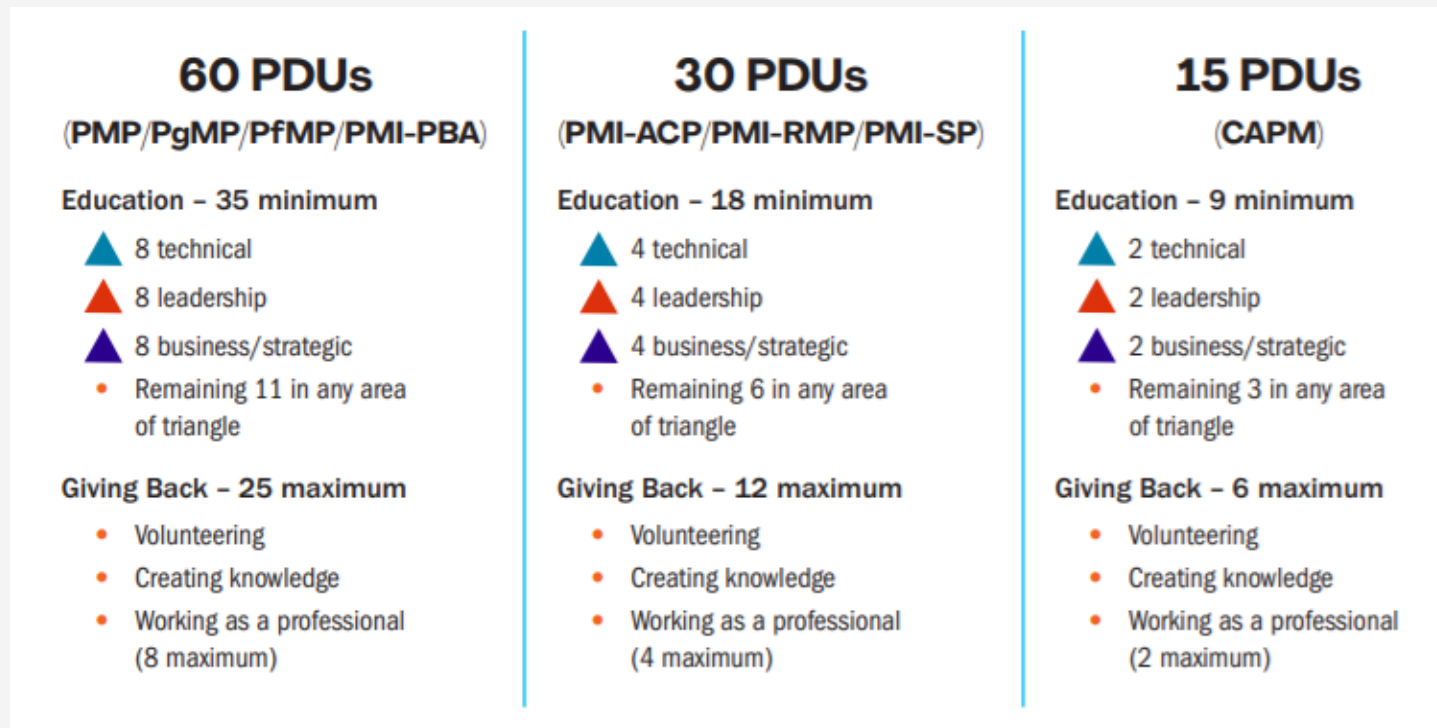 60 PDUs
(PMP/PgMP/PfMP/PMI-PBA)
Education – 35 minimum
8 technical
8 leadership
8 business/strategic
• Remaining 11 in any area
of triangle
Giving Back – 25 maximum
• Volunteering
• Creating knowledge
• Working as a professional
(8 maximum)
30 PDUs
(PMI-ACP/PMI-RMP/PMI-SP)
Education – 18 minimum
4 technical
4 leadership
4 business/strategic
• Remaining 6 in any area
of triangle
Giving Back – 12 maximum
• Volunteering
• Creating knowledge
• Working as a professional
(4 maximum)
15 PDUs
(CAPM)
Education – 9 minimum
2 technical
2 leadership
2 business/strategic
• Remaining 3 in any area
of triangle
Giving Back – 6 maximum
• Volunteering
• Creating knowledge
• Working as a professional
(2 maximum)